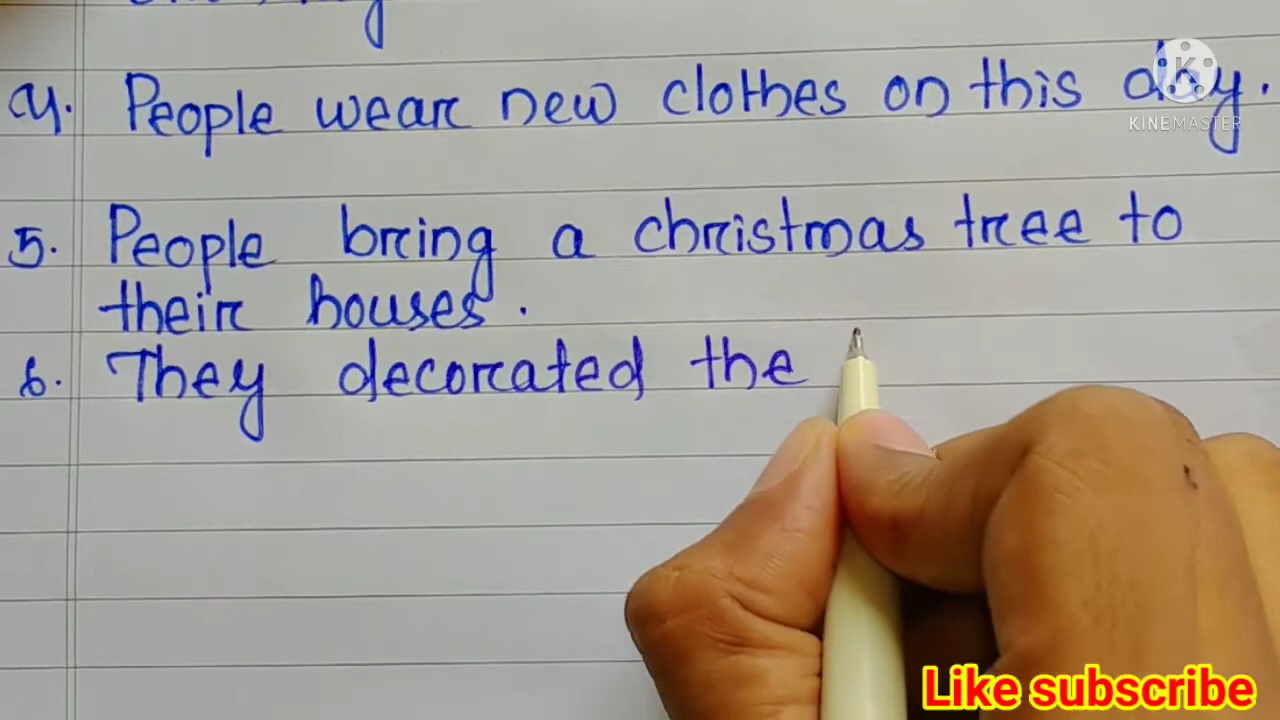 4. People wear new clothes on this day.
KINEMASTER
5. People bring a christmas tree to
their houses.
6. They decorated the
Like subscribe